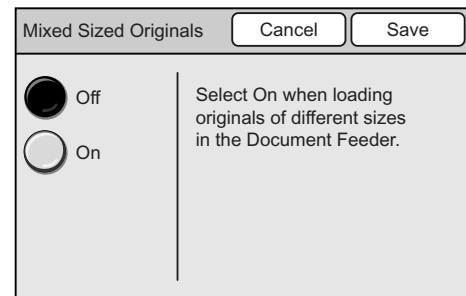 Mixed Sized Originals Cancel Save
Off
On
Select On when loading
originals of different sizes
in the Document Feeder.